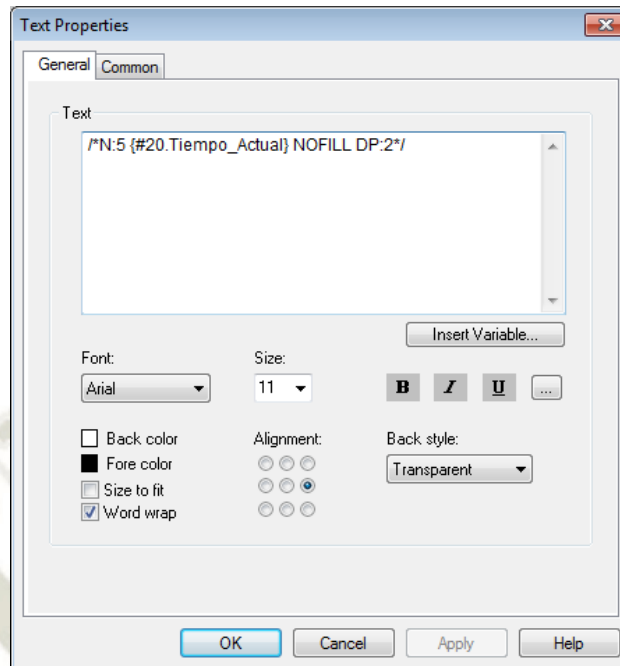 Text Properties
General Common
Text
/*N:5 {#20.Tiempo_Actual} NOFILL DP:2*/
Insert Variable...
Font: Size:
Arial 11 B I U ...
Back color Alignment: Back style:
Fore color Transparent
Size to fit
Word wrap
OK Cancel Apply Help